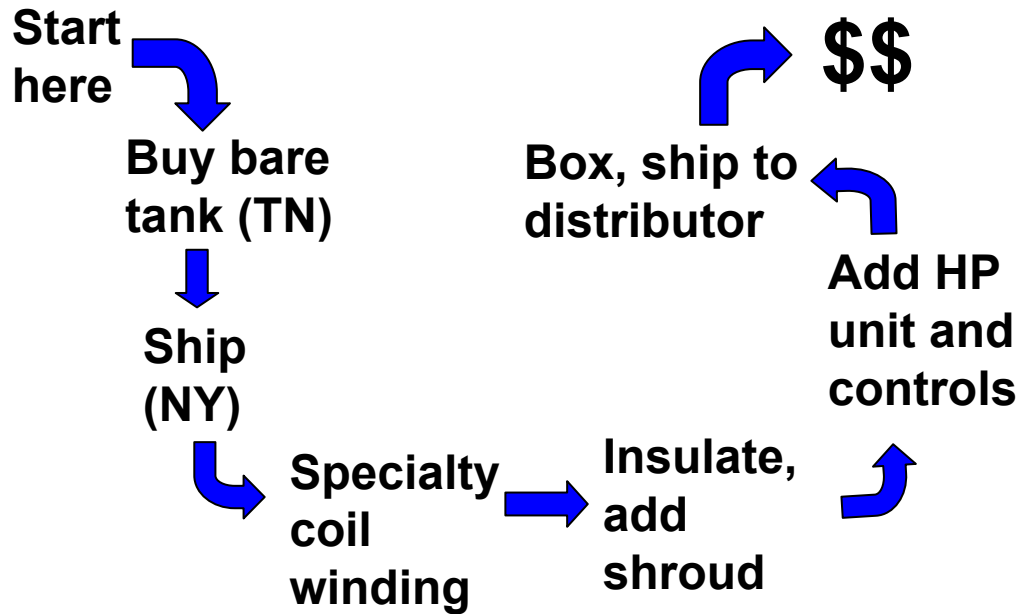 Start
here
Buy bare
tank (TN)
Ship
(NY)
Specialty
coil
winding
Insulate,
add
shroud
Add HP
unit and
controls
Box, ship to
distributor
$$